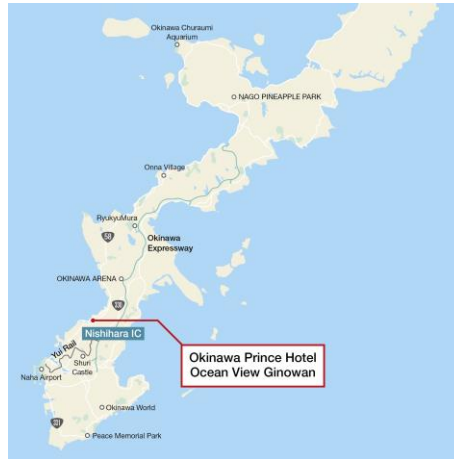 Okinawa Churaumi
Aquarium
NAGO PINEAPPLE PARK
Onna Village
RyukyuMura
58
Okinawa
Expressway
OKINAWA ARENA
Nishihara IC
Okinawa Prince Hotel
Ocean View Ginowan
Yui Rail
Shuri
Castle
Naha Airport
Okinawa World
Peace Memorial Park